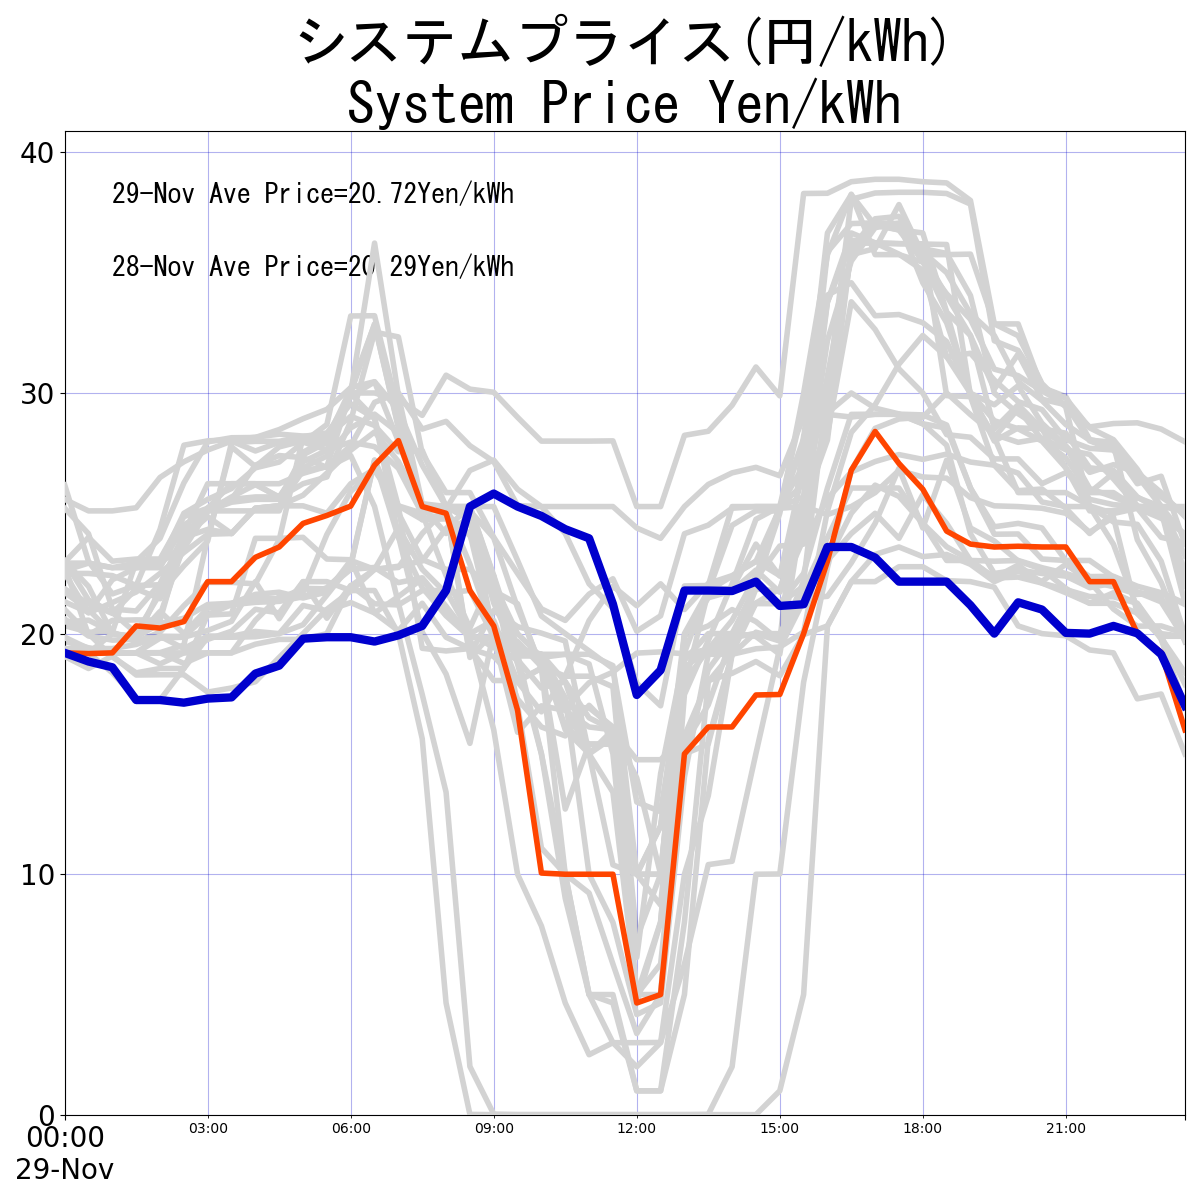 システムプライス(円/kWh)
System Price Yen/kWh
40
29-Nov Ave Price=20.72Yen/kWh
28-Nov Ave Price=20.29Yen/kWh
30
20
10
0
00:00 03:00 06:00 09:00 12:00 15:00 18:00 21:00
29-Nov